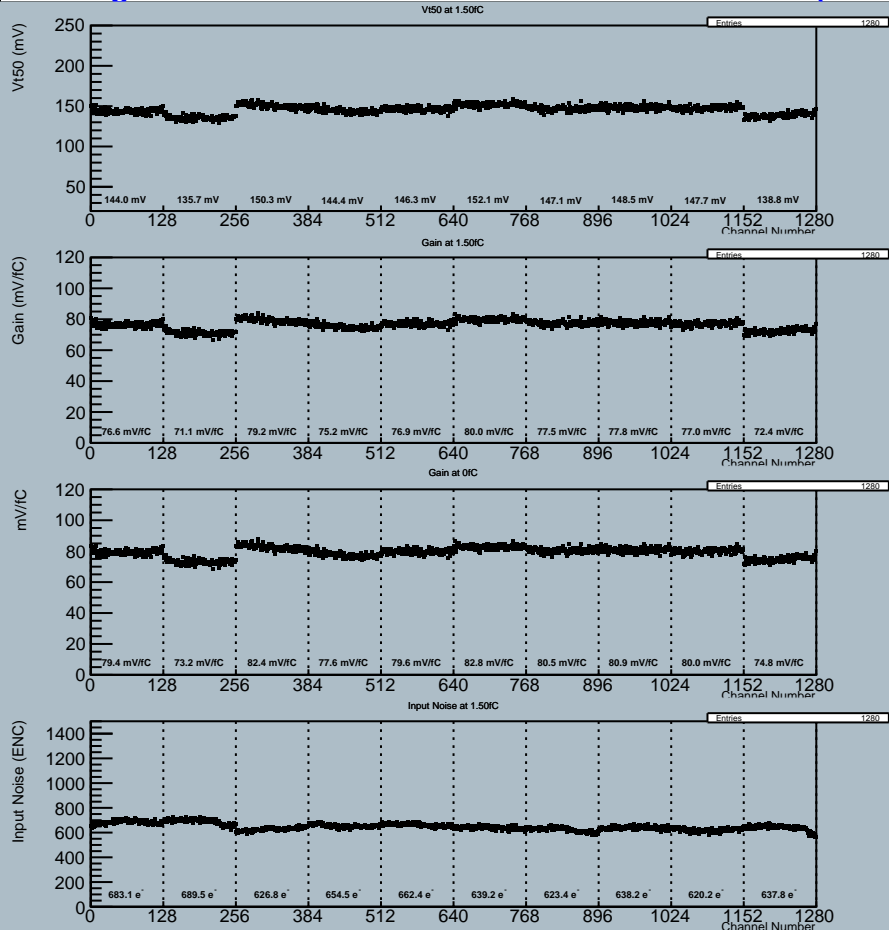 Vt50 at 1.50fC
Entries 1280
Vt50 (mV)
250
200
150
100
50
144.0 mV 135.7 mV 150.3 mV 144.4 mV 146.3 mV 152.1 mV 147.1 mV 148.5 mV 147.7 mV 138.8 mV
0 128 256 384 512 640 768 896 1024 1152 1280
Channel Number
Gain at 1.50fC
Entries 1280
Gain (mV/fC)
120
100
80
60
40
20
0
76.6 mV/fC 71.1 mV/fC 79.2 mV/fC 75.2 mV/fC 76.9 mV/fC 80.0 mV/fC 77.5 mV/fC 77.8 mV/fC 77.0 mV/fC 72.4 mV/fC
0 128 256 384 512 640 768 896 1024 1152 1280
Channel Number
Gain at 0fC
Entries 1280
mV/fC
120
100
80
60
40
20
0
79.4 mV/fC 73.2 mV/fC 82.4 mV/fC 77.6 mV/fC 79.6 mV/fC 82.8 mV/fC 80.5 mV/fC 80.9 mV/fC 80.0 mV/fC 74.8 mV/fC
0 128 256 384 512 640 768 896 1024 1152 1280
Channel Number
Input Noise at 1.50fC
Entries 1280
Input Noise (ENC)
1400
1200
1000
800
600
400
200
0
683.1 e⁻ 689.5 e⁻ 626.8 e⁻ 654.5 e⁻ 662.4 e⁻ 639.2 e⁻ 623.4 e⁻ 638.2 e⁻ 620.2 e⁻ 637.8 e⁻
0 128 256 384 512 640 768 896 1024 1152 1280
Channel Number